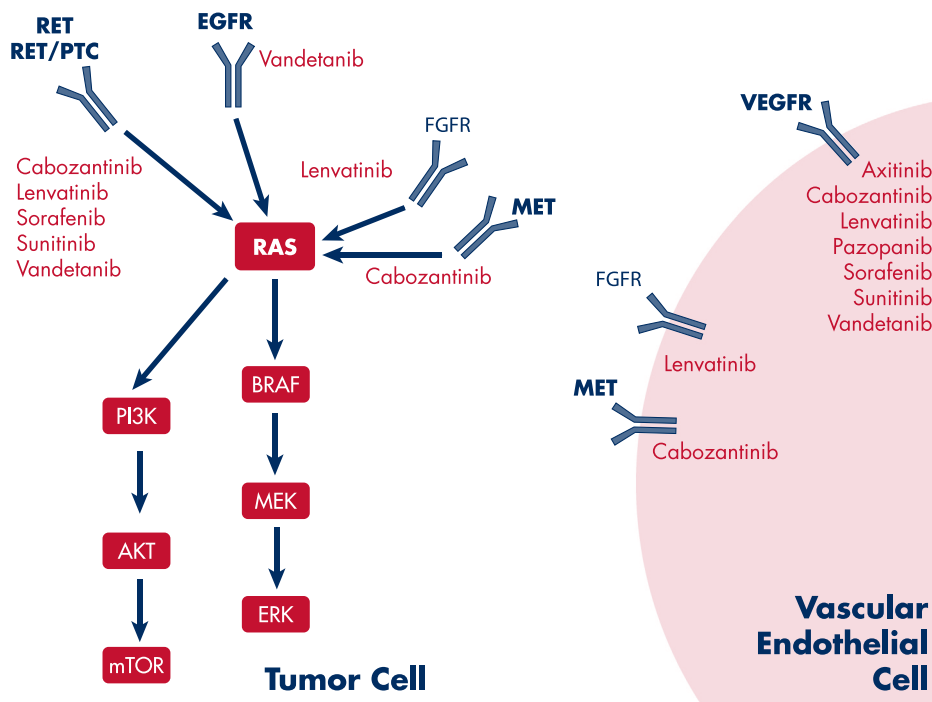 RET
RET/PTC
EGFR
Vandetanib
Cabozantinib
Lenvatinib
Sorafenib
Sunitinib
Vandetanib
FGFR
Lenvatinib
MET
Cabozantinib
RAS
PI3K
AKT
mTOR
BRAF
MEK
ERK
Tumor Cell
VEGFR
Axitinib
Cabozantinib
Lenvatinib
Pazopanib
Sorafenib
Sunitinib
Vandetanib
FGFR
Lenvatinib
MET
Cabozantinib
Vascular
Endothelial
Cell